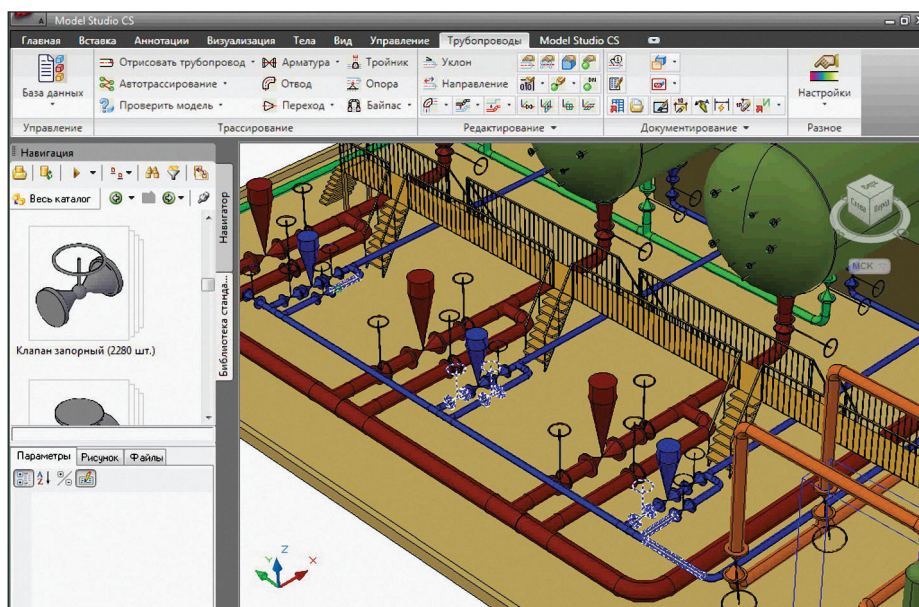 Model Studio CS
Главная Вставка Аннотации Визуализация Тела Вид Управление Трубопроводы Model Studio CS
База данных
Отрисовать трубопровод Арматура Тройник
Автотрассирование Отвод Опора
Проверить модель Переход Байпас
Уклон
Направление
Настройки
Управление Трассирование Редактирование Документирование Разное
Навигация
Весь каталог
Навигатор
Библиотека станда...
Клапан запорный (2280 шт.)
Параметры Рисунок Файлы
МСК
Z
Y
X